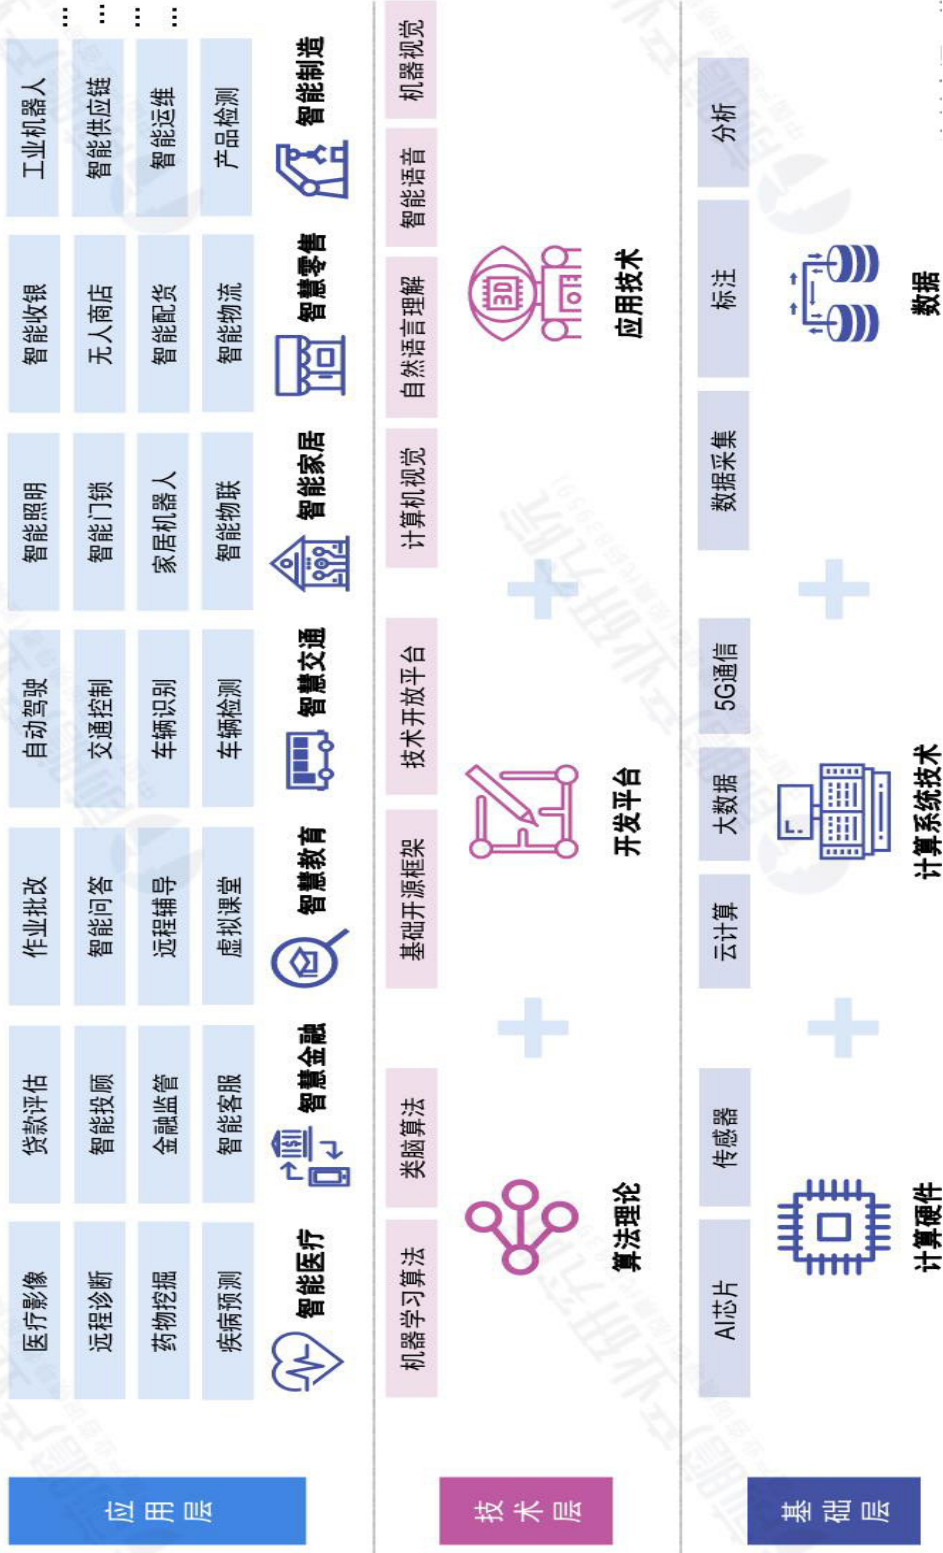 应用层
医疗影像
贷款评估
作业批改
自动驾驶
智能照明
智能收银
工业机器人
...
远程诊断
智能投顾
智能问答
交通控制
智能门锁
无人商店
智能供应链
...
药物挖掘
金融监管
远程辅导
车辆识别
家居机器人
智能配货
智能运维
...
疾病预测
智能客服
虚拟课堂
车辆检测
智能物联
智能物流
产品检测
...
智能医疗
智慧金融
智慧教育
智慧交通
智能家居
智慧零售
智能制造
技术层
机器学习算法
类脑算法
基础开源框架
技术开放平台
计算机视觉
自然语言理解
智能语音
机器视觉
3D
算法理论
开发平台
应用技术
基础层
AI芯片
传感器
云计算
大数据
5G通信
数据采集
标注
分析
计算硬件
计算系统技术
数据